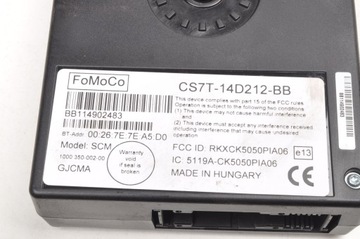 FoMoCo
CS7T-14D212-BB
This device complies with part 15 of the FCC rules
Operation is subject to the following two conditions:
(1) This device may not cause harmful interference and
(2) This device must accept any interference received
including interference that may cause undesired
operation
BB114902483
BT-Addr: 00 26 7E 7E A5 D0
Model: SCM
1000 350 002 00
GJCMA
Warranty
void
if seal is
broken
FCC ID RKXCK5050PIA06
IC: 5119A-CK5050PIA06
MADE IN HUNGARY
e13
CE